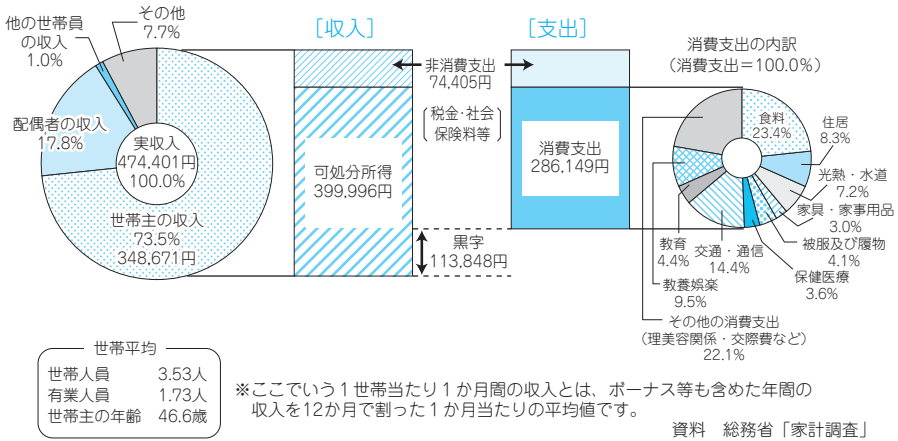 [収入]
[支出]
その他
7.7%
他の世帯員
の収入
1.0%
配偶者の収入
17.8%
実収入
474,401円
100.0%
世帯主の収入
73.5%
348,671円
可処分所得
399,996円
非消費支出
74,405円
税金・社会
保険料等
黒字
113,848円
消費支出
286,149円
消費支出の内訳
（消費支出＝100.0%）
食料
23.4%
住居
8.3%
光熱・水道
7.2%
家具・家事用品
3.0%
被服及び履物
4.1%
保健医療
3.6%
交通・通信
14.4%
教育
4.4%
教養娯楽
9.5%
その他の消費支出
（理美容関係・交際費など）
22.1%
世帯平均
世帯人員 3.53人
有業人員 1.73人
世帯主の年齢 46.6歳
※ここでいう１世帯当たり１か月間の収入とは、ボーナス等も含めた年間の
収入を12か月で割った１か月当たりの平均値です。
資料 総務省「家計調査」